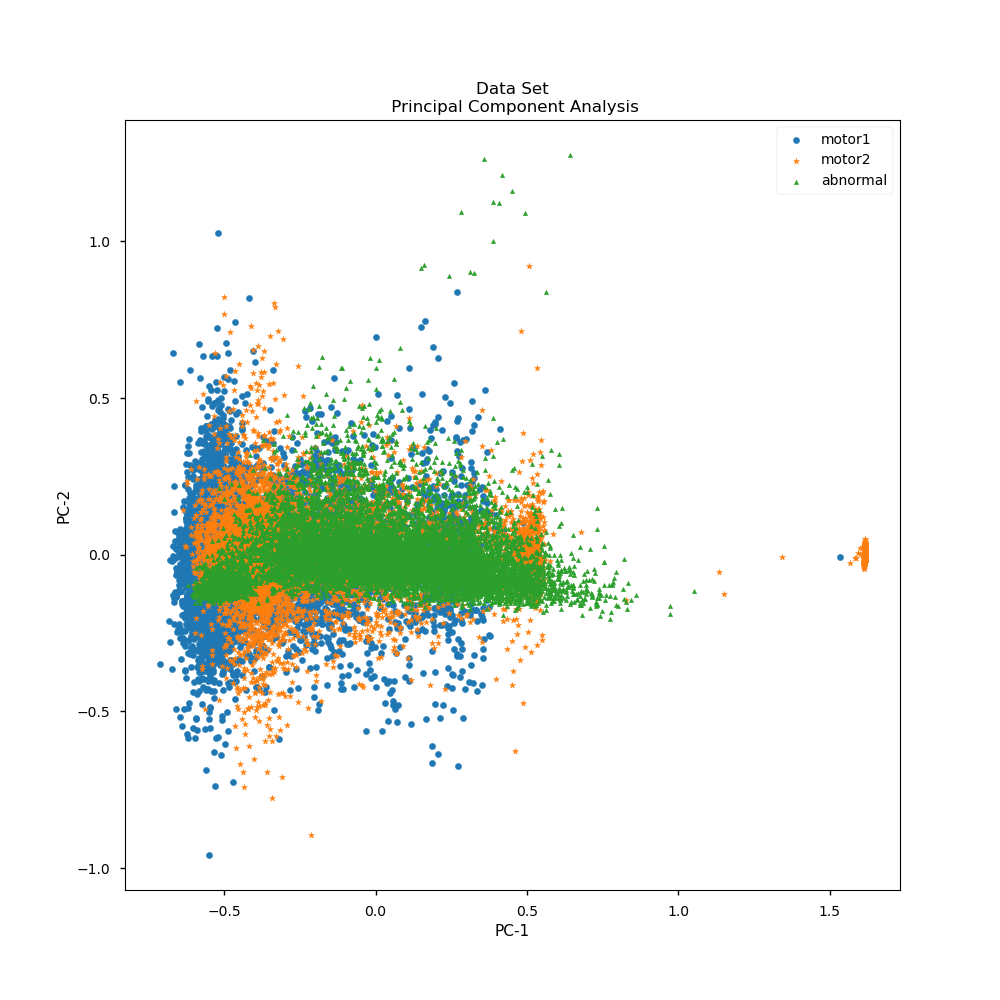 Data Set
Principal Component Analysis
motor1
motor2
abnormal
1.0
0.5
0.0
−0.5
−1.0
PC-2
−0.5
0.0
0.5
1.0
1.5
PC-1